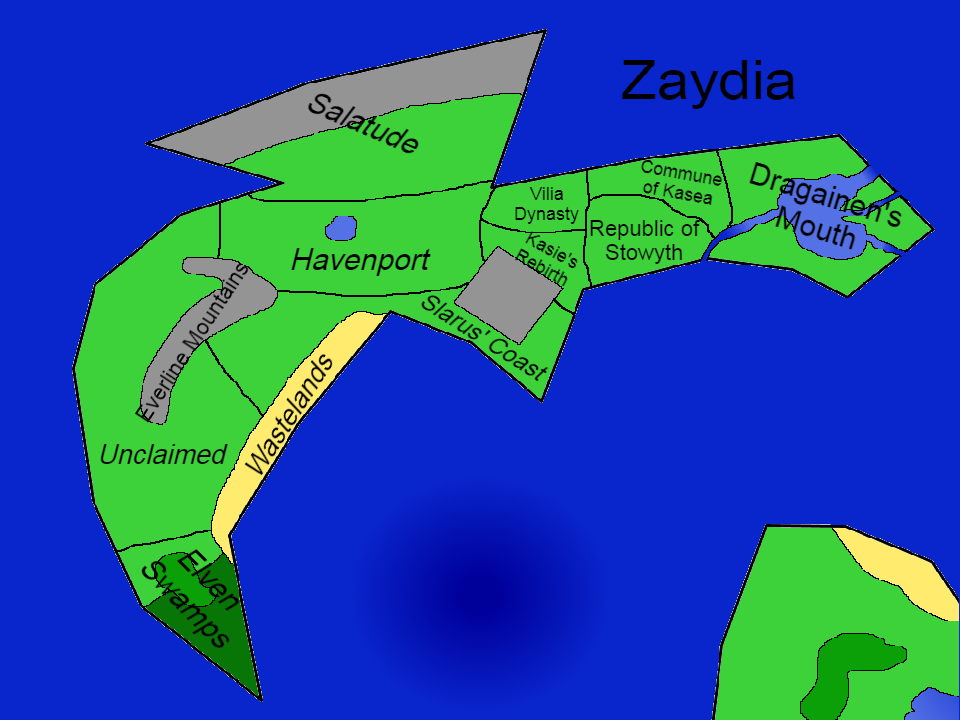 Zaydia
Salatude
Commune
of Kasea
Dragainen's
Mouth
Vilia
Dynasty
Republic of
Stowyth
Kasie's
Rebirth
Havenport
Slarus' Coast
Everline Mountains
Wastelands
Unclaimed
Elven
Swamps